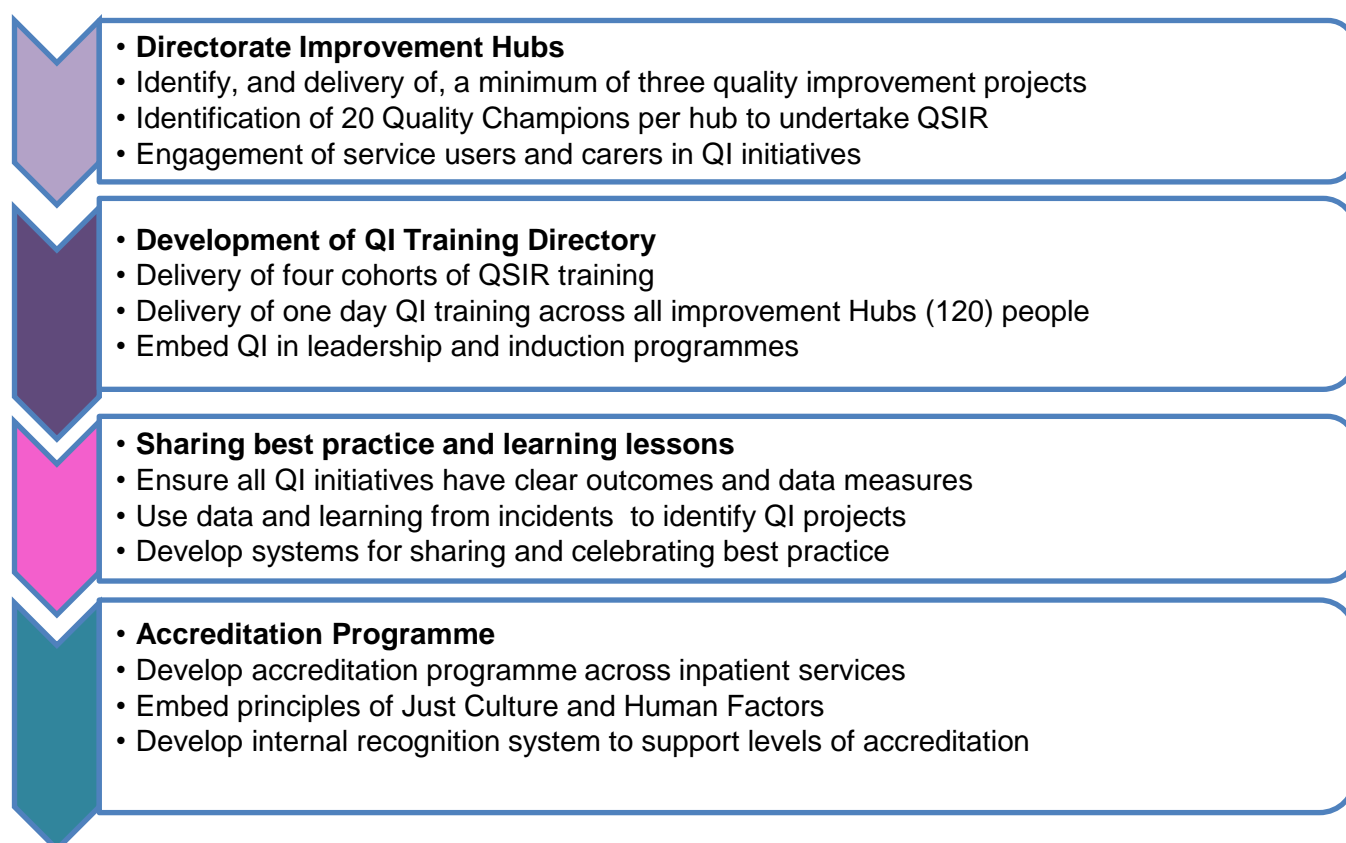 • Directorate Improvement Hubs
• Identify, and delivery of, a minimum of three quality improvement projects
• Identification of 20 Quality Champions per hub to undertake QSIR
• Engagement of service users and carers in QI initiatives
• Development of QI Training Directory
• Delivery of four cohorts of QSIR training
• Delivery of one day QI training across all improvement Hubs (120) people
• Embed QI in leadership and induction programmes
• Sharing best practice and learning lessons
• Ensure all QI initiatives have clear outcomes and data measures
• Use data and learning from incidents  to identify QI projects
• Develop systems for sharing and celebrating best practice
• Accreditation Programme
• Develop accreditation programme across inpatient services
• Embed principles of Just Culture and Human Factors
• Develop internal recognition system to support levels of accreditation